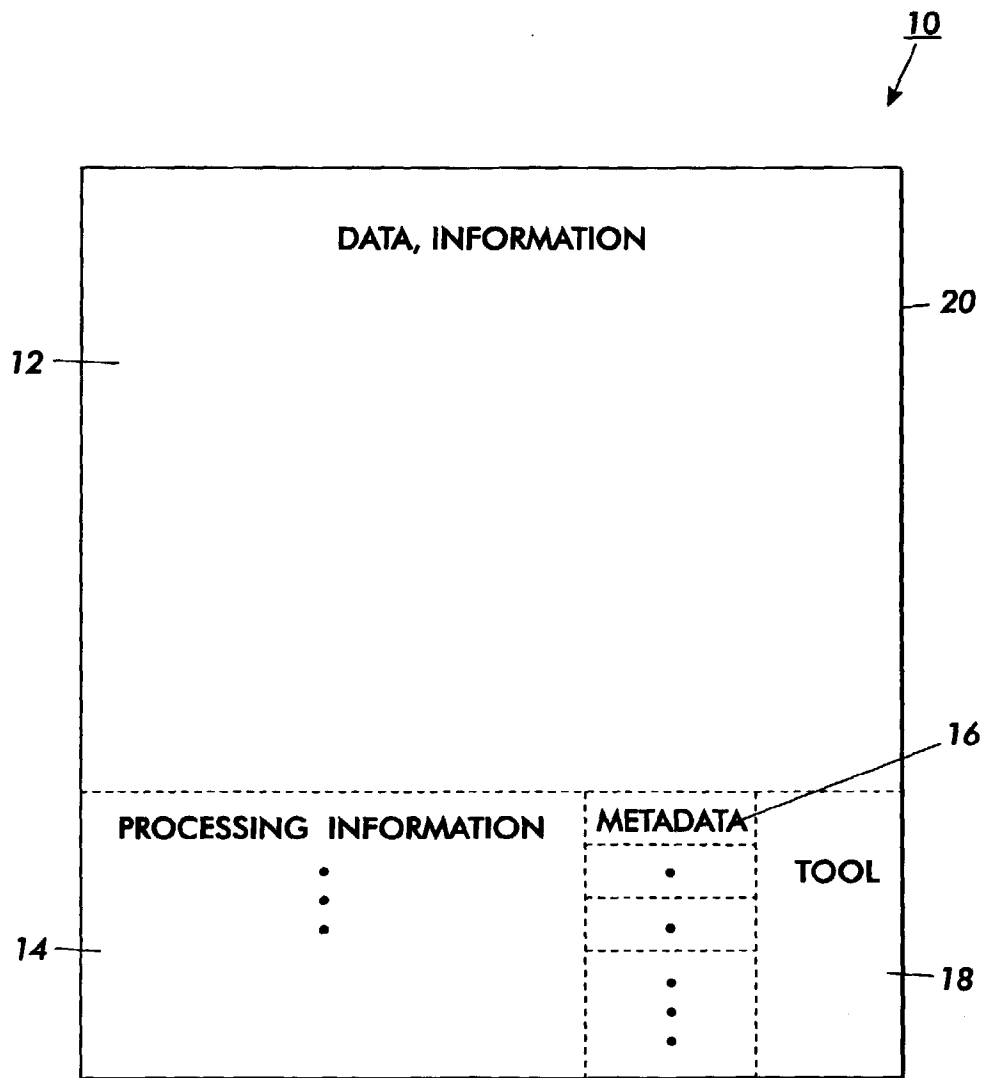 10
DATA, INFORMATION
20
12
16
PROCESSING INFORMATION
METADATA
TOOL
14
18